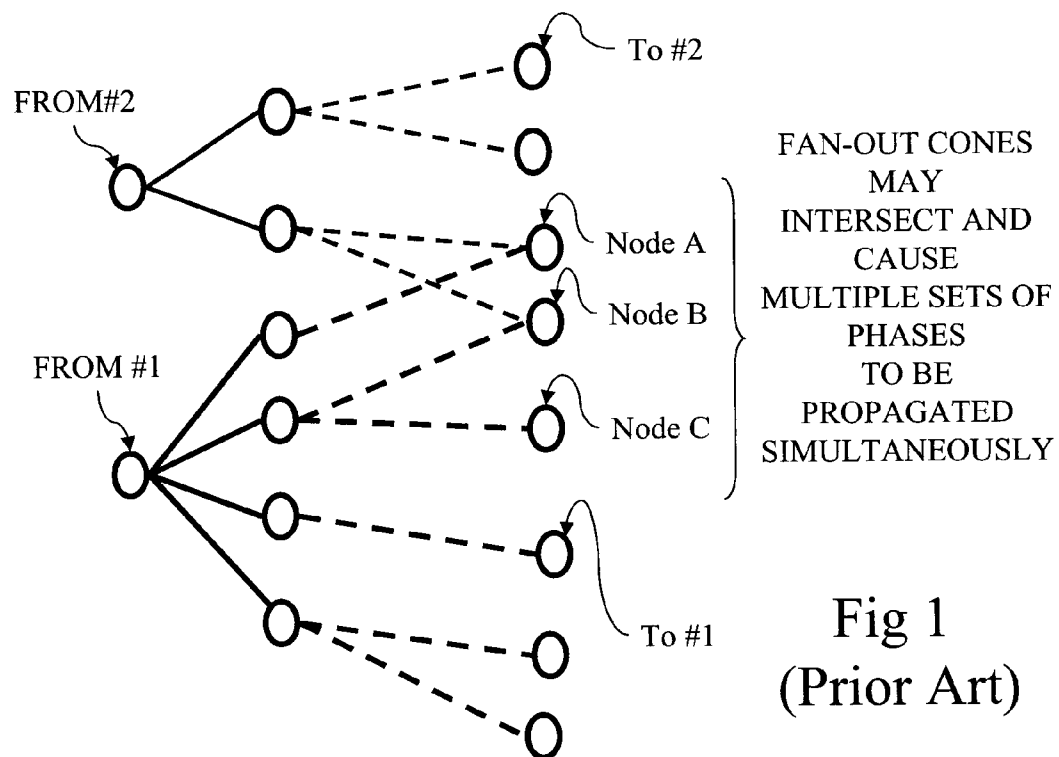 To #2
FROM#2
FAN-OUT CONES
MAY
INTERSECT AND
CAUSE
MULTIPLE SETS OF
PHASES
TO BE
PROPAGATED
SIMULTANEOUSLY
Node A
Node B
FROM #1
Node C
To #1
Fig 1
(Prior Art)